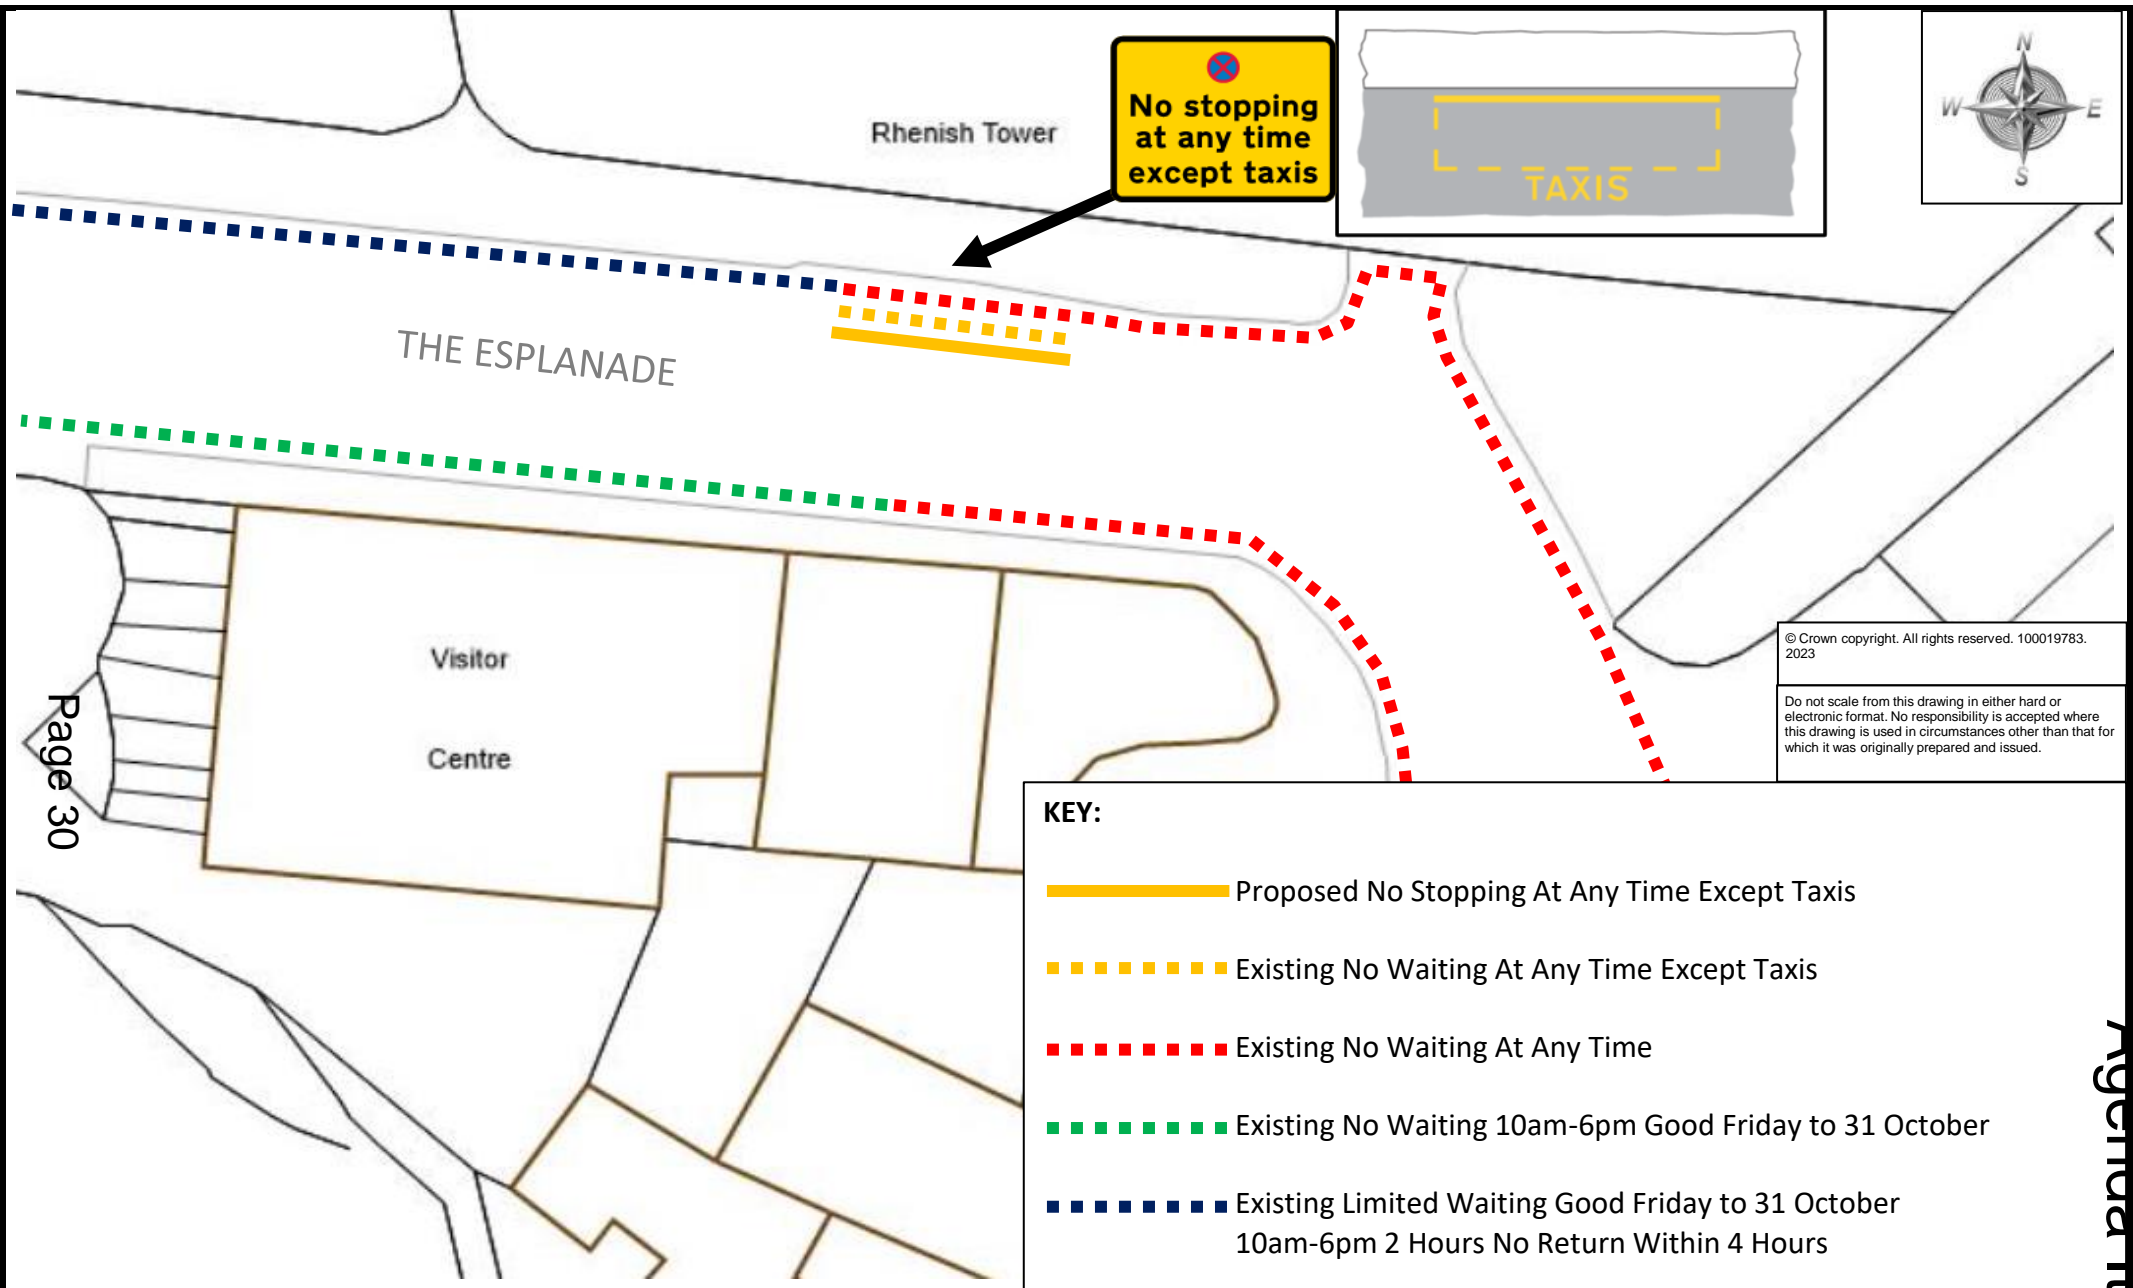 Rhenish Tower
No stopping
at any time
except taxis
TAXIS
N
W
E
S
THE ESPLANADE
© Crown copyright. All rights reserved. 100019783.
2023
Do not scale from this drawing in either hard or
electronic format. No responsibility is accepted where
this drawing is used in circumstances other than that for
which it was originally prepared and issued.
Visitor
Centre
Page 30
KEY:
Proposed No Stopping At Any Time Except Taxis
Existing No Waiting At Any Time Except Taxis
Existing No Waiting At Any Time
Existing No Waiting 10am-6pm Good Friday to 31 October
Existing Limited Waiting Good Friday to 31 October
10am-6pm 2 Hours No Return Within 4 Hours
Agenda